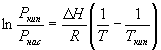 ln P_кип / P_нас = ΔH / R (1 / T − 1 / T_кип)